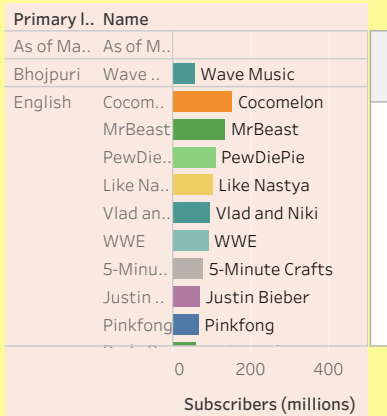 Primary l.. Name
As of Ma.. As of M..
Bhojpuri Wave .. Wave Music
English Cocom.. Cocomelon
MrBeast MrBeast
PewDie.. PewDiePie
Like Na.. Like Nastya
Vlad an.. Vlad and Niki
WWE WWE
5-Minu.. 5-Minute Crafts
Justin .. Justin Bieber
Pinkfong Pinkfong
0 200 400
Subscribers (millions)